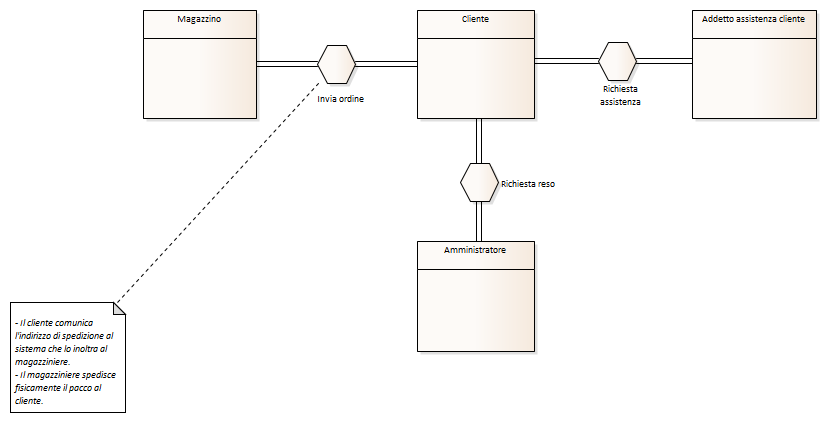 Magazzino
Cliente
Addetto assistenza cliente
Invia ordine
Richiesta
assistenza
Richiesta reso
Amministratore
- Il cliente comunica
l'indirizzo di spedizione al
sistema che lo inoltra al
magazziniere.
- Il magazziniere spedisce
fisicamente il pacco al
cliente.